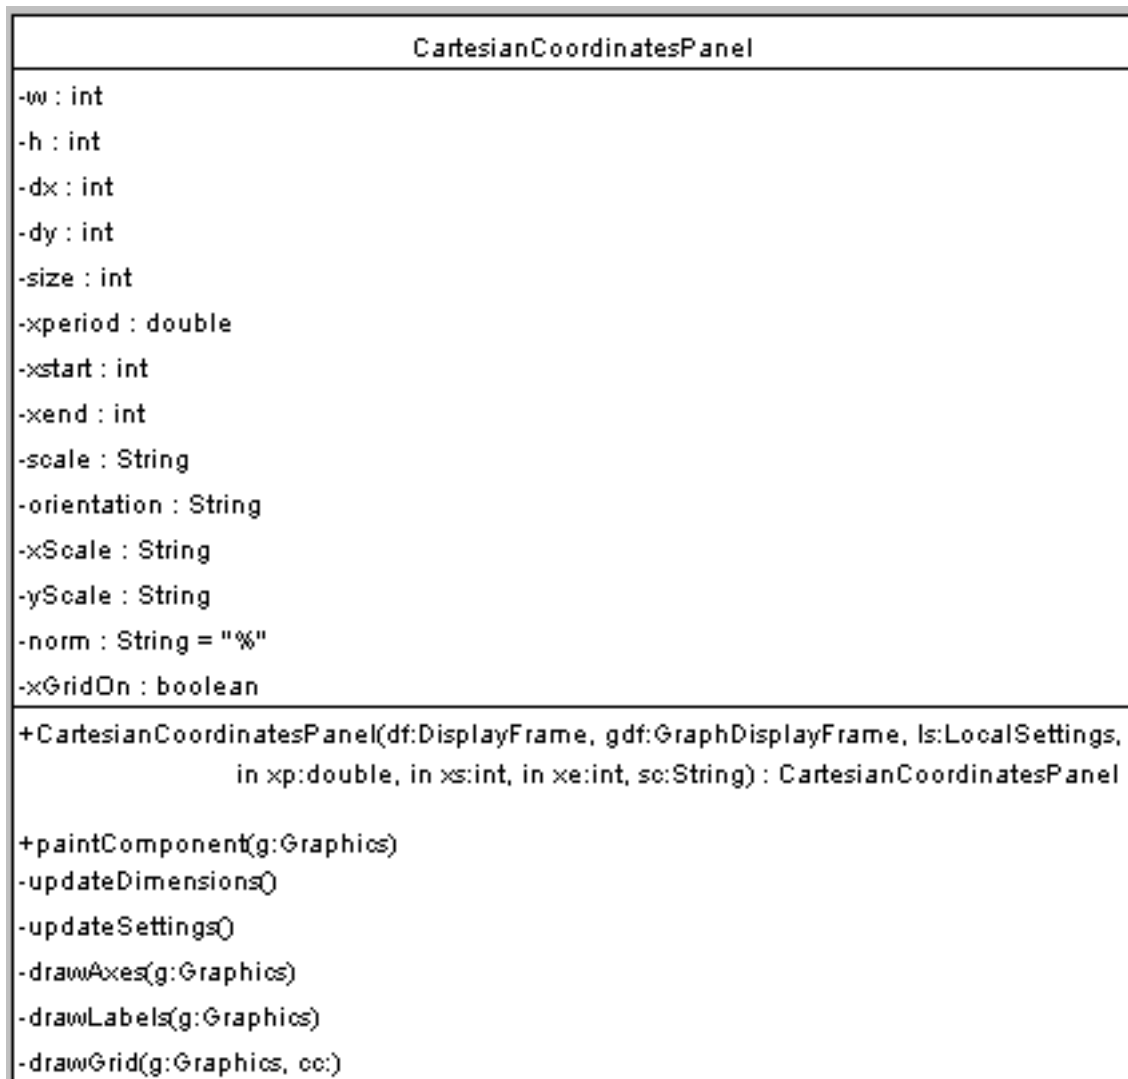 CartesianCoordinatesPanel
-w : int
-h : int
-dx : int
-dy : int
-size : int
-xperiod : double
-xstart : int
-xend : int
-scale : String
-orientation : String
-xScale : String
-yScale : String
-norm : String = "%"
-xGridOn : boolean
+CartesianCoordinatesPanel(df:DisplayFrame, gdf:GraphDisplayFrame, ls:LocalSettings,
in xp:double, in xs:int, in xe:int, sc:String) : CartesianCoordinatesPanel
+paintComponent(g:Graphics)
-updateDimensions()
-updateSettings()
-drawAxes(g:Graphics)
-drawLabels(g:Graphics)
-drawGrid(g:Graphics, cc:)